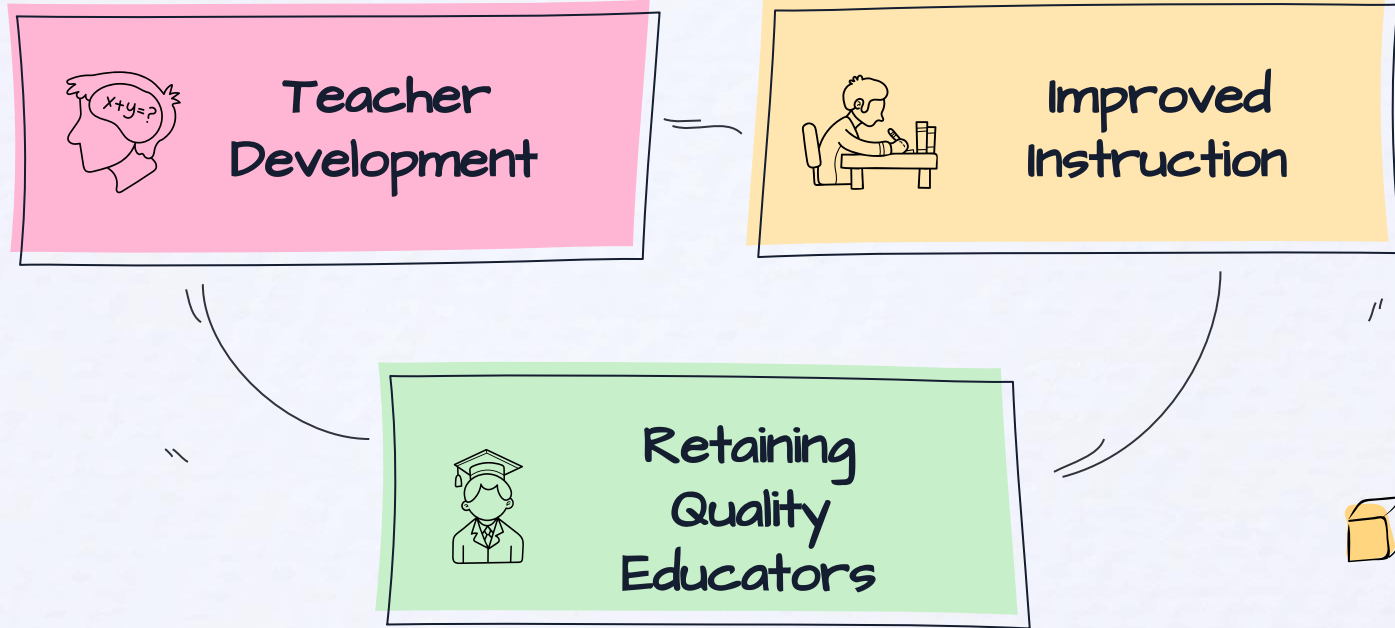 x+y=?
Teacher
Development
Improved
Instruction
Retaining
Quality
Educators